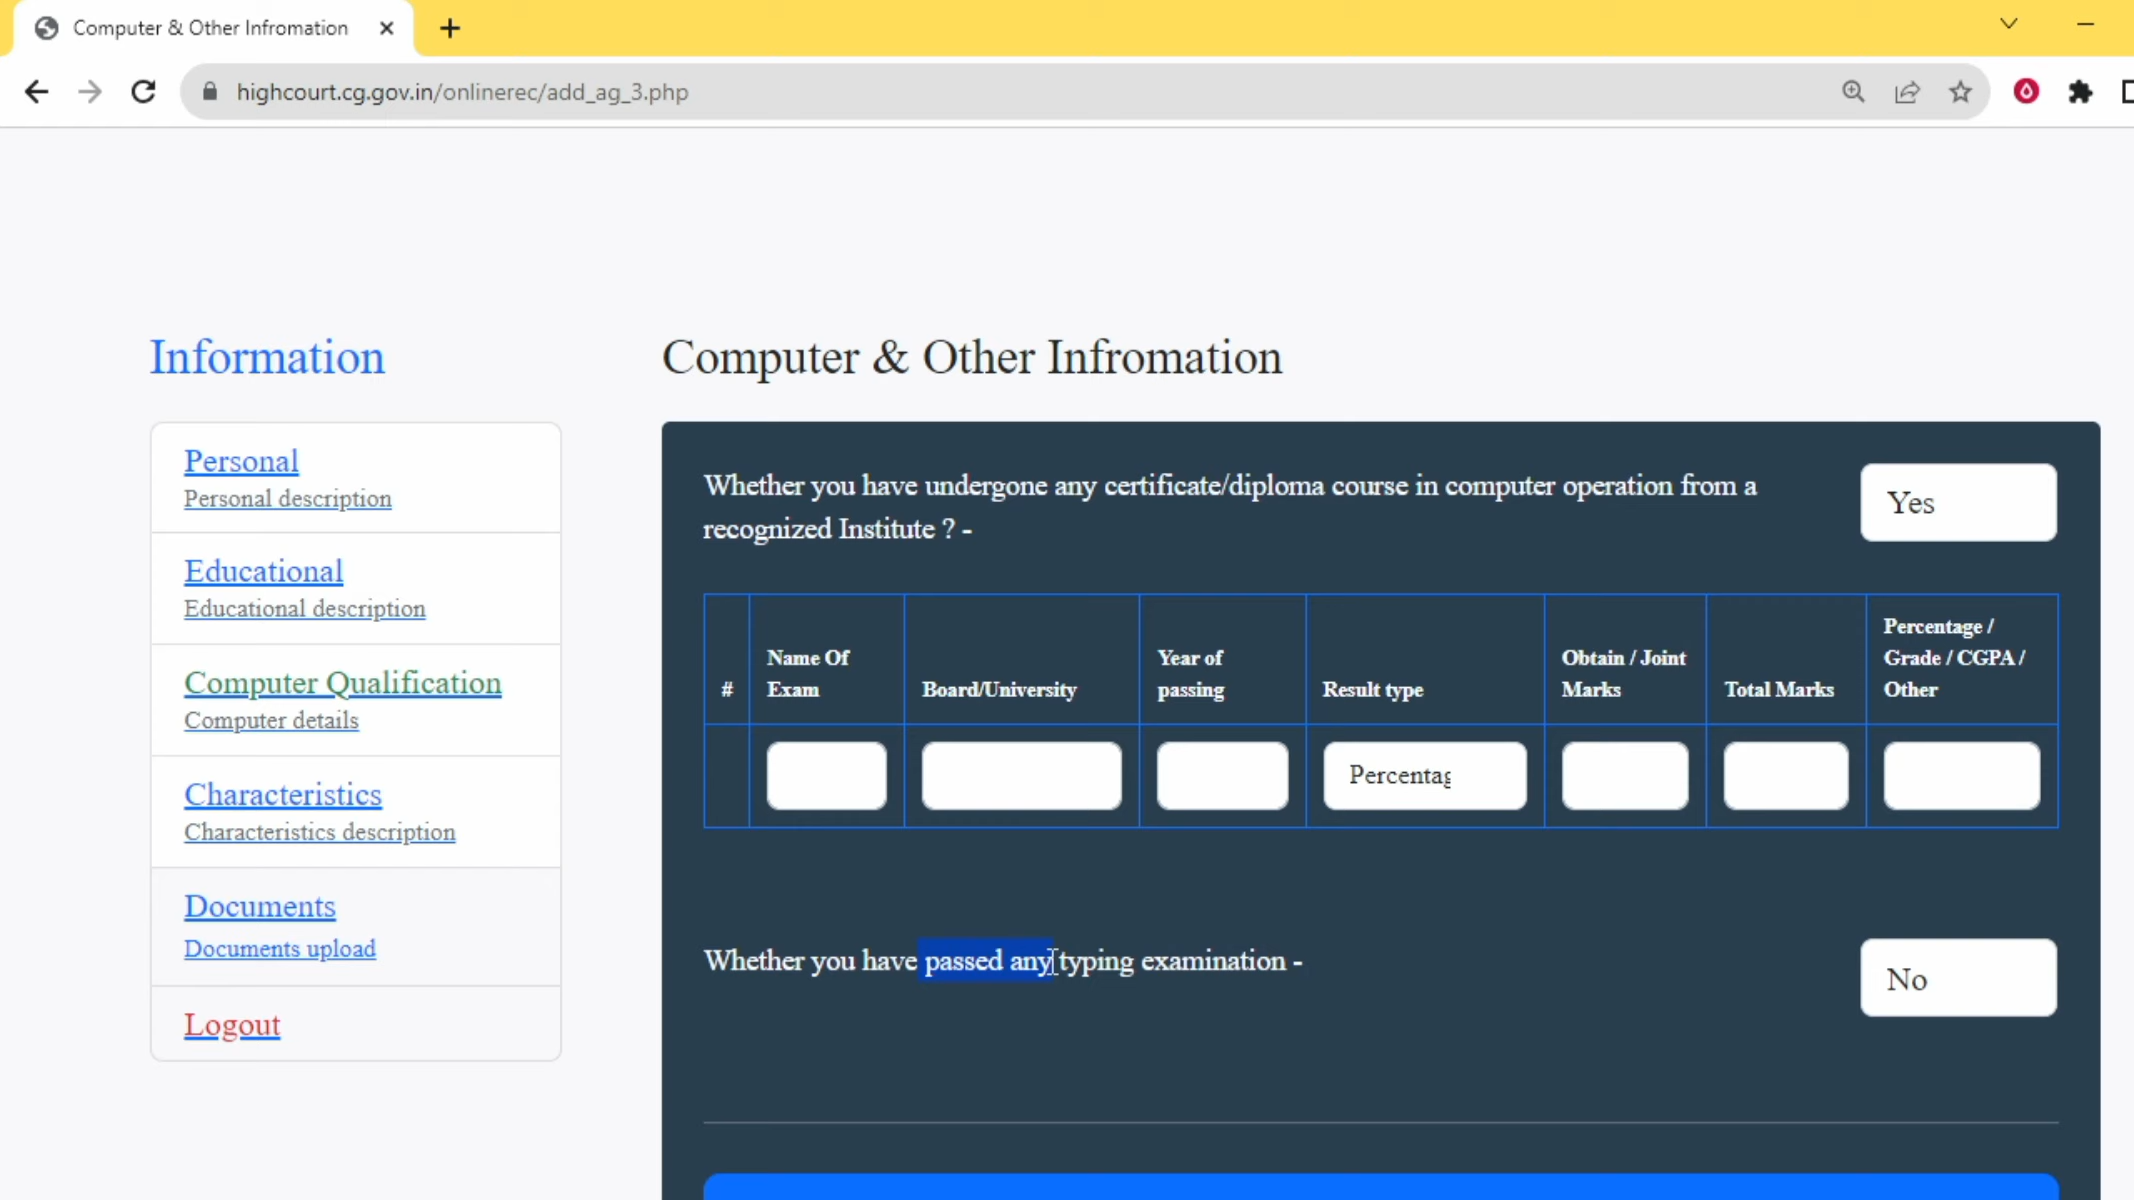 Computer & Other Infromation
highcourt.cg.gov.in/onlinerec/add_ag_3.php
Information
Personal
Personal description
Educational
Educational description
Computer Qualification
Computer details
Characteristics
Characteristics description
Documents
Documents upload
Logout
Computer & Other Infromation
Whether you have undergone any certificate/diploma course in computer operation from a
recognized Institute ? -
Yes
#
Name Of
Exam
Board/University
Year of
passing
Result type
Obtain / Joint
Marks
Total Marks
Percentage /
Grade / CGPA /
Other
Percentag
Whether you have passed any typing examination -
No